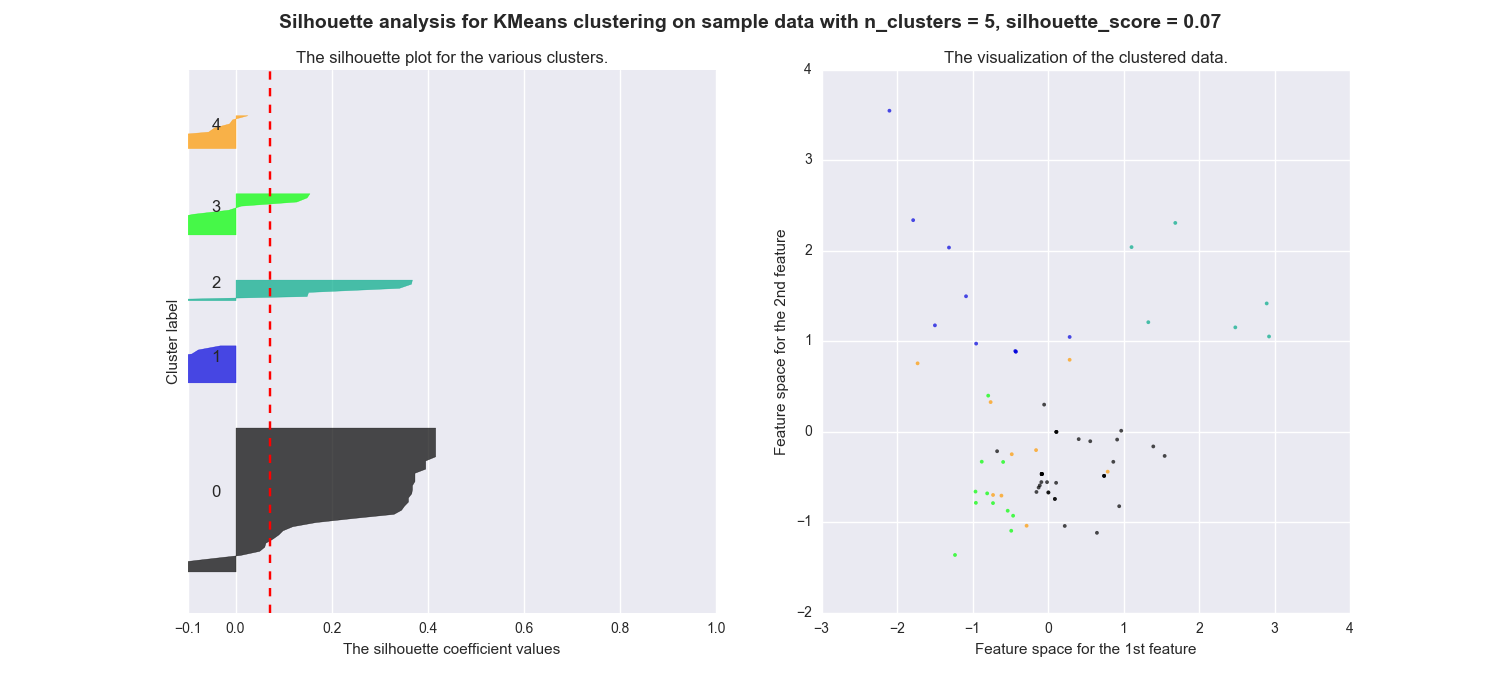 Silhouette analysis for KMeans clustering on sample data with n_clusters = 5, silhouette_score = 0.07
The silhouette plot for the various clusters.
4
3
2
1
0
Cluster label
−0.1 0.0 0.2 0.4 0.6 0.8 1.0
The silhouette coefficient values
The visualization of the clustered data.
4
3
2
1
0
−1
−2
Feature space for the 2nd feature
−3 −2 −1 0 1 2 3 4
Feature space for the 1st feature